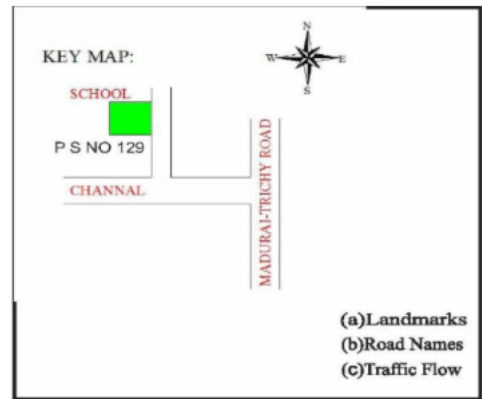 N
KEY MAP:
W E
S
SCHOOL
P S NO 129
CHANNAL
MADURAI-TRICHY ROAD
(a)Landmarks
(b)Road Names
(c)Traffic Flow